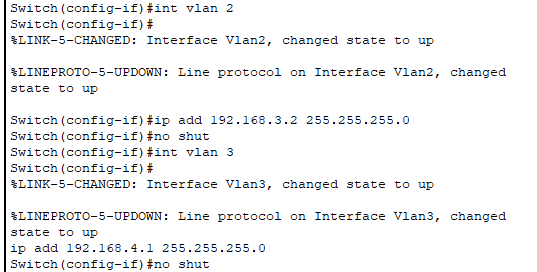 Switch(config-if)#int vlan 2
Switch(config-if)#
%LINK-5-CHANGED: Interface Vlan2, changed state to up
%LINEPROTO-5-UPDOWN: Line protocol on Interface Vlan2, changed
state to up
Switch(config-if)#ip add 192.168.3.2 255.255.255.0
Switch(config-if)#no shut
Switch(config-if)#int vlan 3
Switch(config-if)#
%LINK-5-CHANGED: Interface Vlan3, changed state to up
%LINEPROTO-5-UPDOWN: Line protocol on Interface Vlan3, changed
state to up
ip add 192.168.4.1 255.255.255.0
Switch(config-if)#no shut